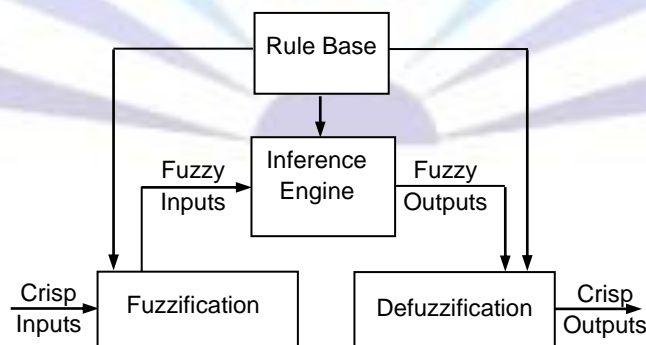 Rule Base
Inference
Engine
Fuzzy
Inputs
Fuzzy
Outputs
Crisp
Inputs
Fuzzification
Defuzzification
Crisp
Outputs